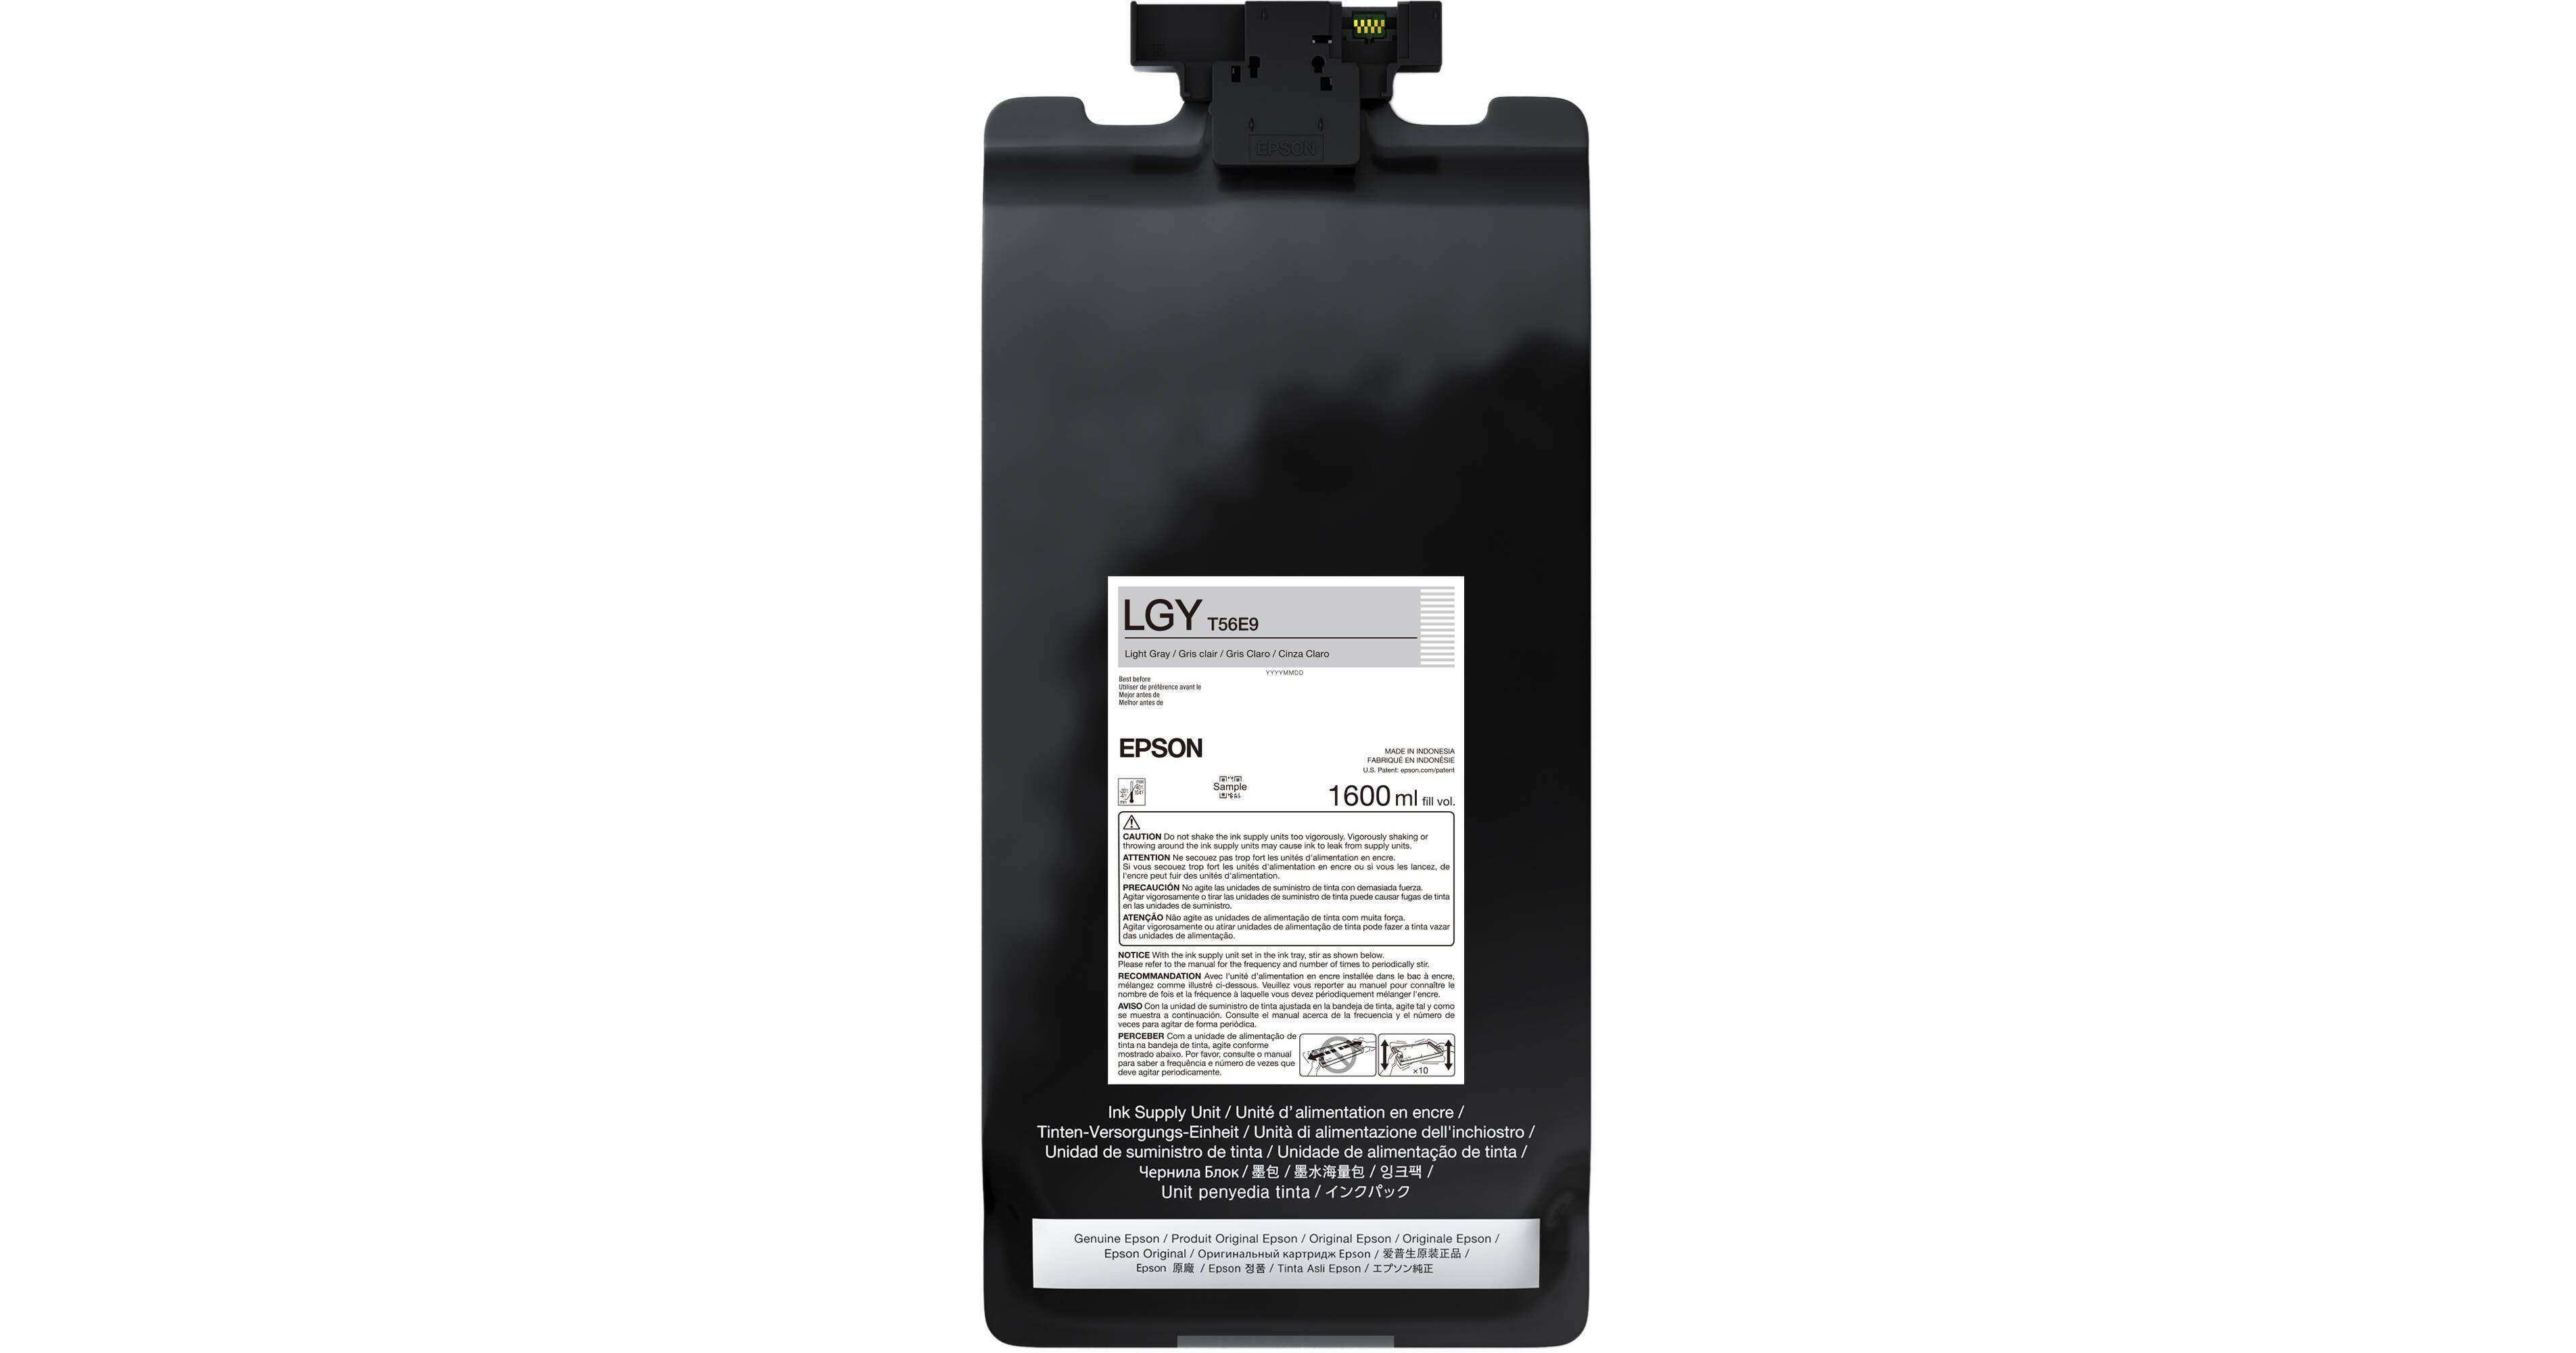 EPSON
LGY T56E9
Light Gray / Gris clair / Gris Claro / Cinza Claro
YYYYMMDD
Best before
Utiliser de préférence avant le
Mejor antes de
Melhor antes de
EPSON
MADE IN INDONESIA
FABRIQUÉ EN INDONÉSIE
U.S. Patent: epson.com/patent
Sample
1600 ml fill vol.
CAUTION Do not shake the ink supply units too vigorously. Vigorously shaking or
throwing around the ink supply units may cause ink to leak from supply units.
ATTENTION Ne secouez pas trop fort les unités d'alimentation en encre.
Si vous secouez trop fort les unités d'alimentation en encre ou si vous les lancez, de
l'encre peut fuir des unités d'alimentation.
PRECAUCIÓN No agite las unidades de suministro de tinta con demasiada fuerza.
Agitar vigorosamente o tirar las unidades de suministro de tinta puede causar fugas de tinta
en las unidades de suministro.
ATENÇÃO Não agite as unidades de alimentação de tinta com muita força.
Agitar vigorosamente ou atirar unidades de alimentação de tinta pode fazer a tinta vazar
das unidades de alimentação.
NOTICE With the ink supply unit set in the ink tray, stir as shown below.
Please refer to the manual for the frequency and number of times to periodically stir.
RECOMMANDATION Avec l'unité d'alimentation en encre installée dans le bac à encre,
mélangez comme illustré ci-dessous. Veuillez vous reporter au manuel pour connaître le
nombre de fois et la fréquence à laquelle vous devez périodiquement mélanger l'encre.
AVISO Con la unidad de suministro de tinta ajustada en la bandeja de tinta, agite tal y como
se muestra a continuación. Consulte el manual acerca de la frecuencia y el número de
veces para agitar de forma periódica.
PERCEBER Com a unidade de alimentação de
tinta na bandeja de tinta, agite conforme
mostrado abaixo. Por favor, consulte o manual
para saber a frequência e número de vezes que
deve agitar periodicamente.
×10
Ink Supply Unit / Unité d'alimentation en encre /
Tinten-Versorgungs-Einheit / Unità di alimentazione dell'inchiostro /
Unidad de suministro de tinta / Unidade de alimentação de tinta /
Чернила Блок / 墨包 / 墨水海量包 / 잉크팩 /
Unit penyedia tinta / インクパック
Genuine Epson / Produit Original Epson / Original Epson / Originale Epson /
Epson Original / Оригинальный картридж Epson / 爱普生原装正品 /
Epson 原廠 / Epson 정품 / Tinta Asli Epson / エプソン純正